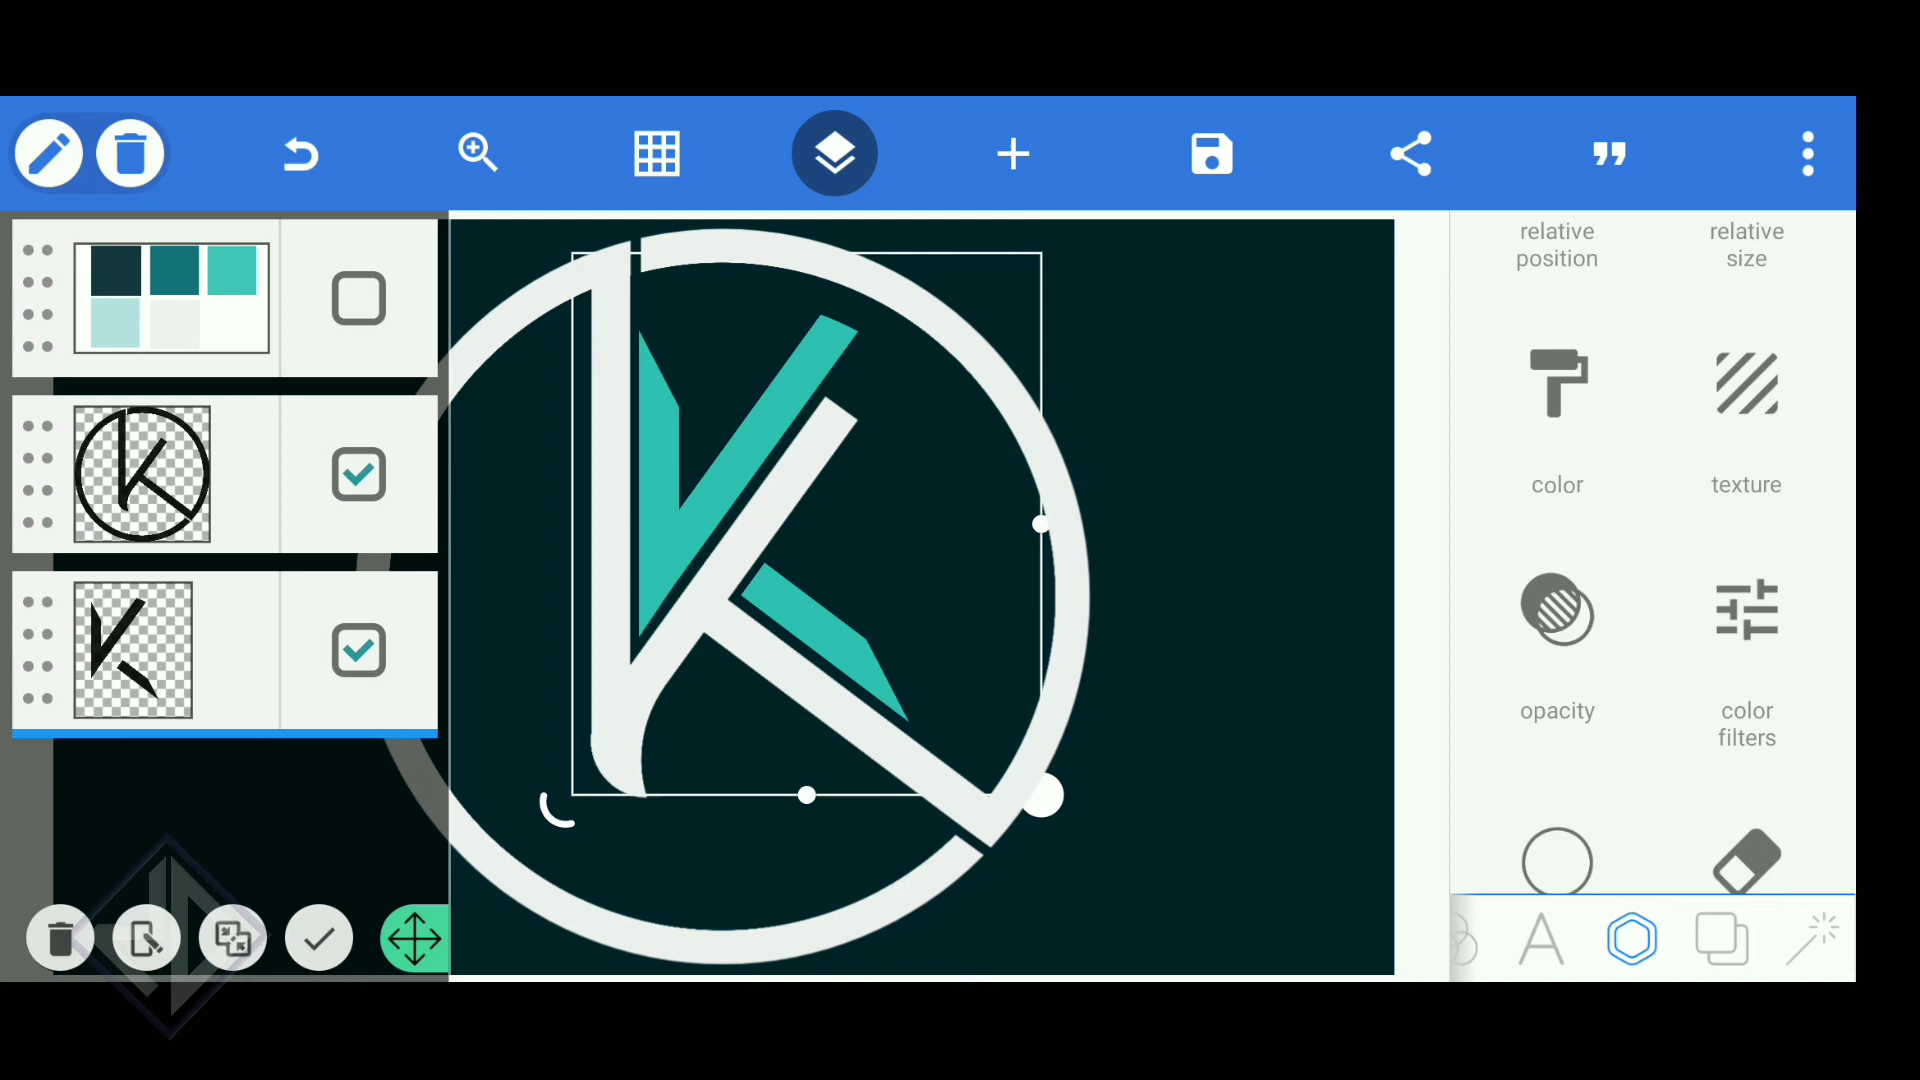 relative
position
relative
size
color
texture
opacity
color
filters